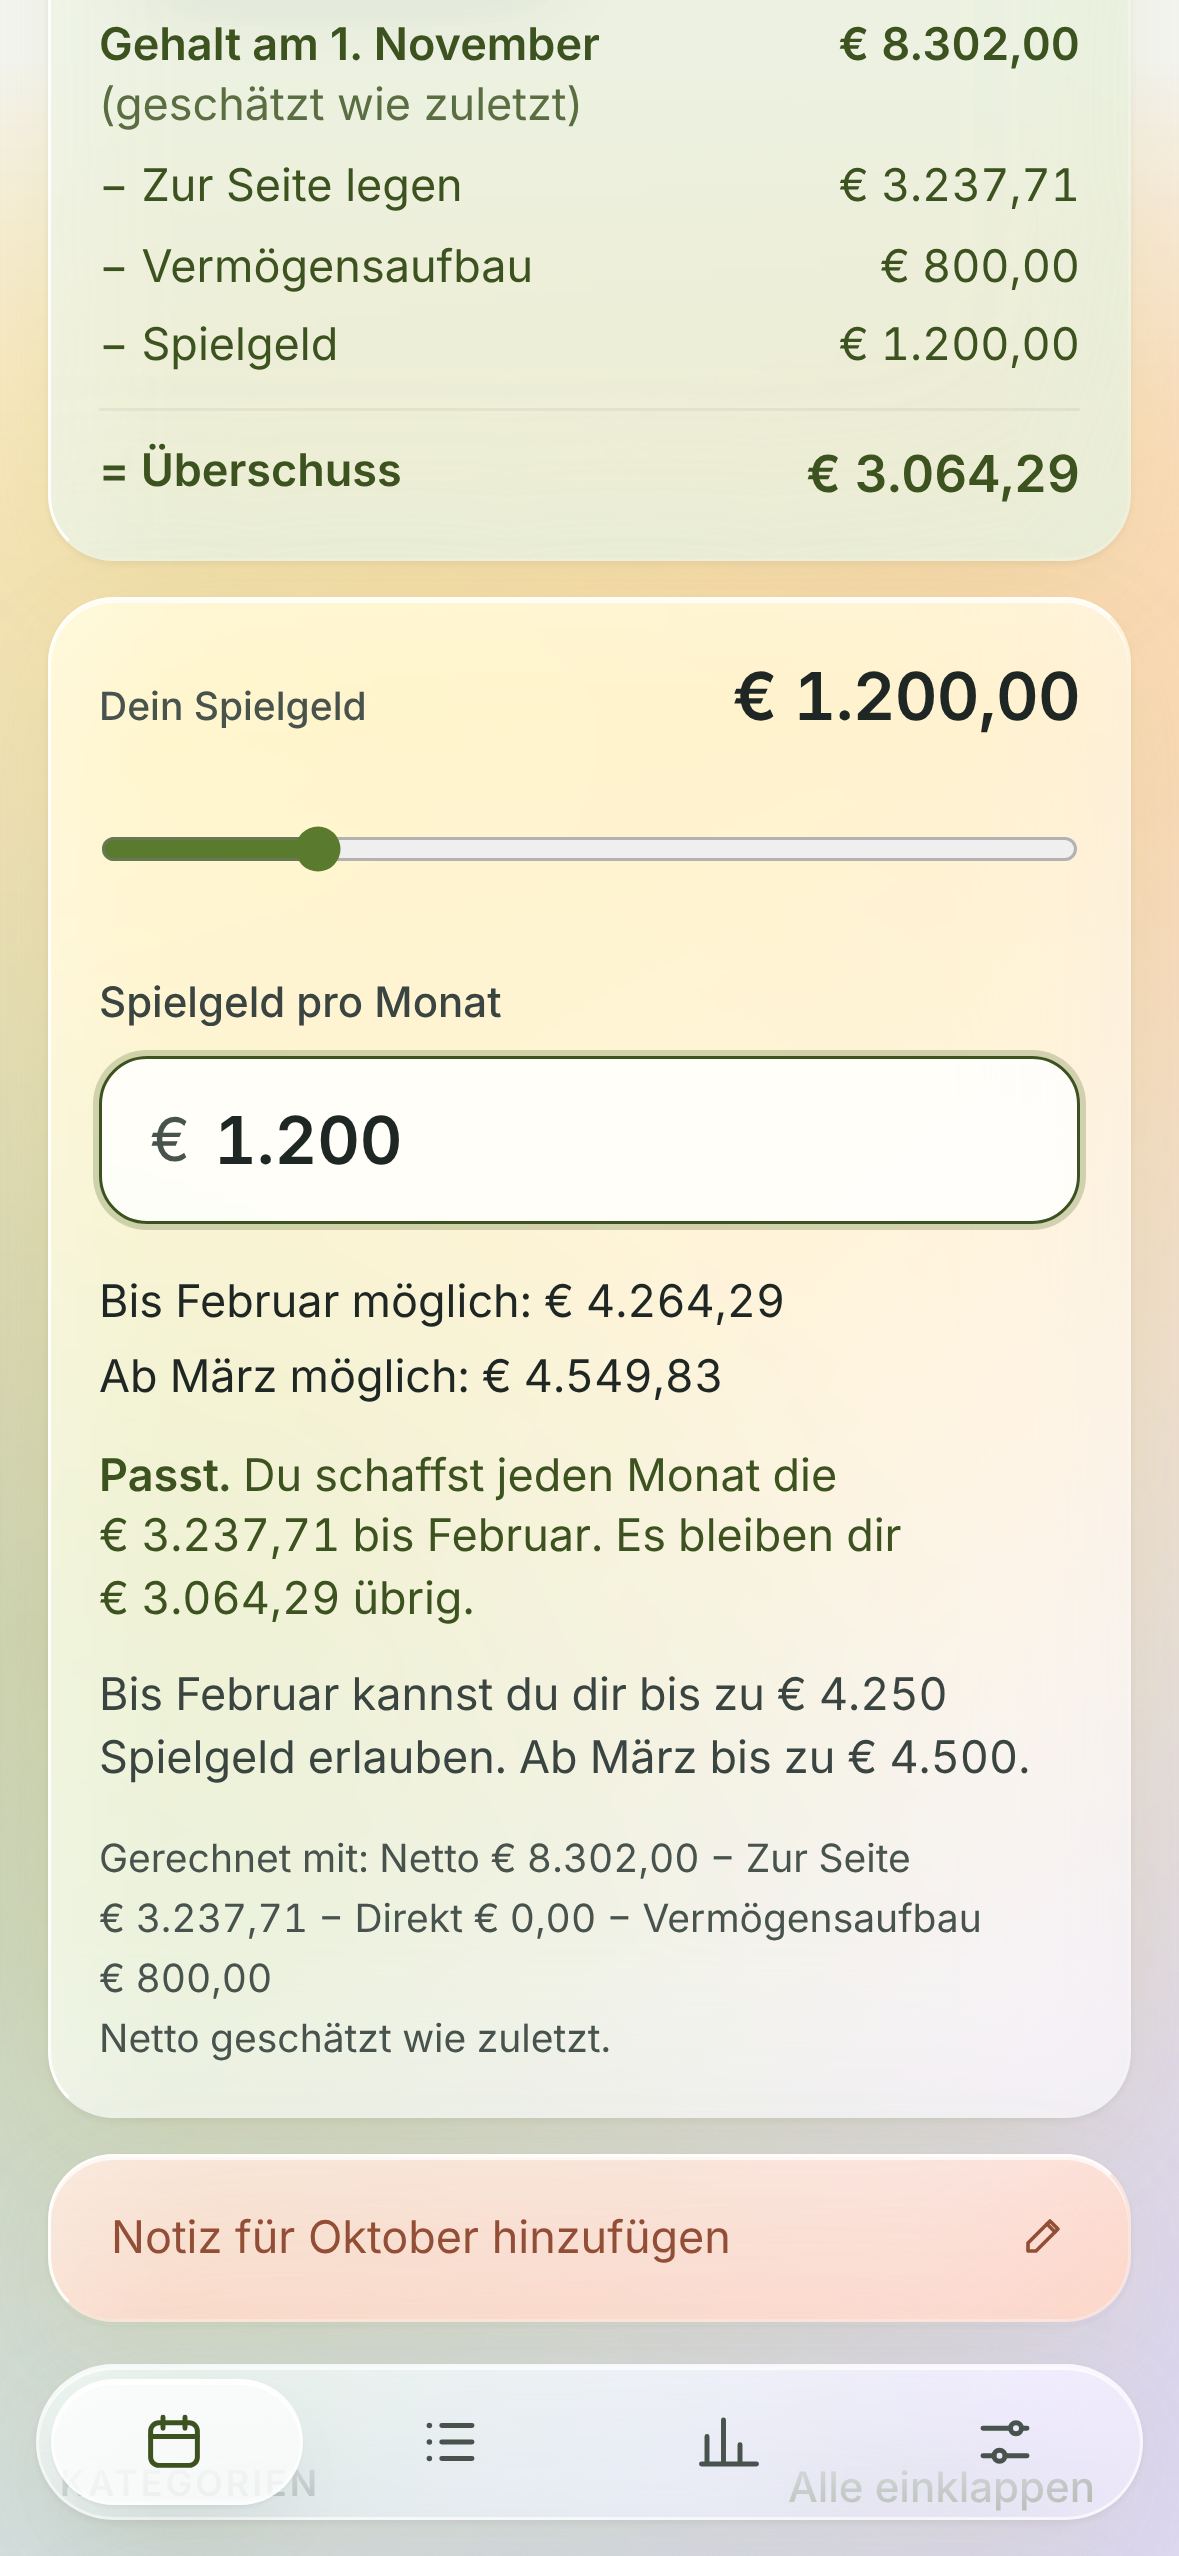 Gehalt am 1. November € 8.302,00
(geschätzt wie zuletzt)
– Zur Seite legen € 3.237,71
– Vermögensaufbau € 800,00
– Spielgeld € 1.200,00
= Überschuss € 3.064,29
Dein Spielgeld € 1.200,00
Spielgeld pro Monat
€ 1.200
Bis Februar möglich: € 4.264,29
Ab März möglich: € 4.549,83
Passt. Du schaffst jeden Monat die
€ 3.237,71 bis Februar. Es bleiben dir
€ 3.064,29 übrig.
Bis Februar kannst du dir bis zu € 4.250
Spielgeld erlauben. Ab März bis zu € 4.500.
Gerechnet mit: Netto € 8.302,00 – Zur Seite
€ 3.237,71 – Direkt € 0,00 – Vermögensaufbau
€ 800,00
Netto geschätzt wie zuletzt.
Notiz für Oktober hinzufügen
KATEGORIEN Alle einklappen